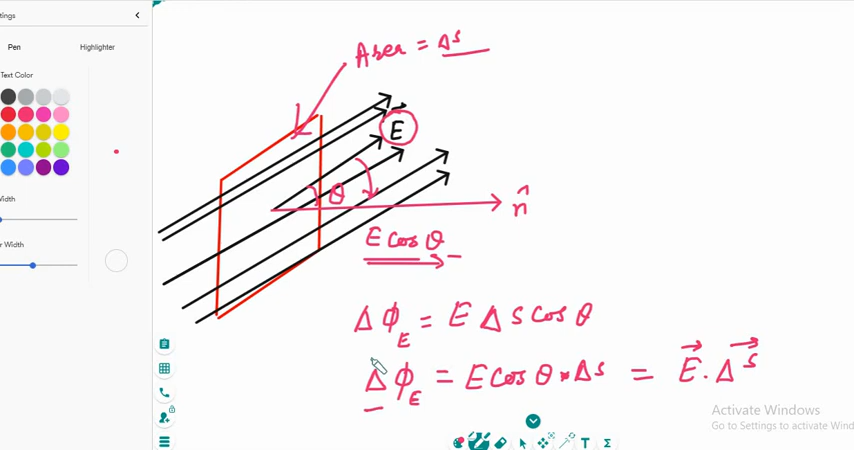 tings
Pen Highlighter
Text Color
Width
r Width
Area = Δs
E⃗
θ
n̂
E cos θ
Δϕ_E = E Δ s cos θ
Δϕ_E = E cos θ * Δs = E⃗ . Δs⃗
T Σ
Activate Windows
Go to Settings to activate Wind